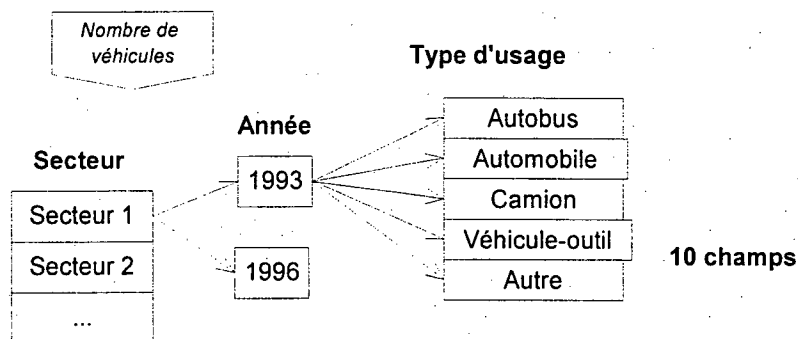 Nombre de
véhicules
Type d'usage
Année
Secteur
Autobus
Automobile
Camion
Véhicule-outil
Autre
1993
1996
Secteur 1
Secteur 2
...
10 champs